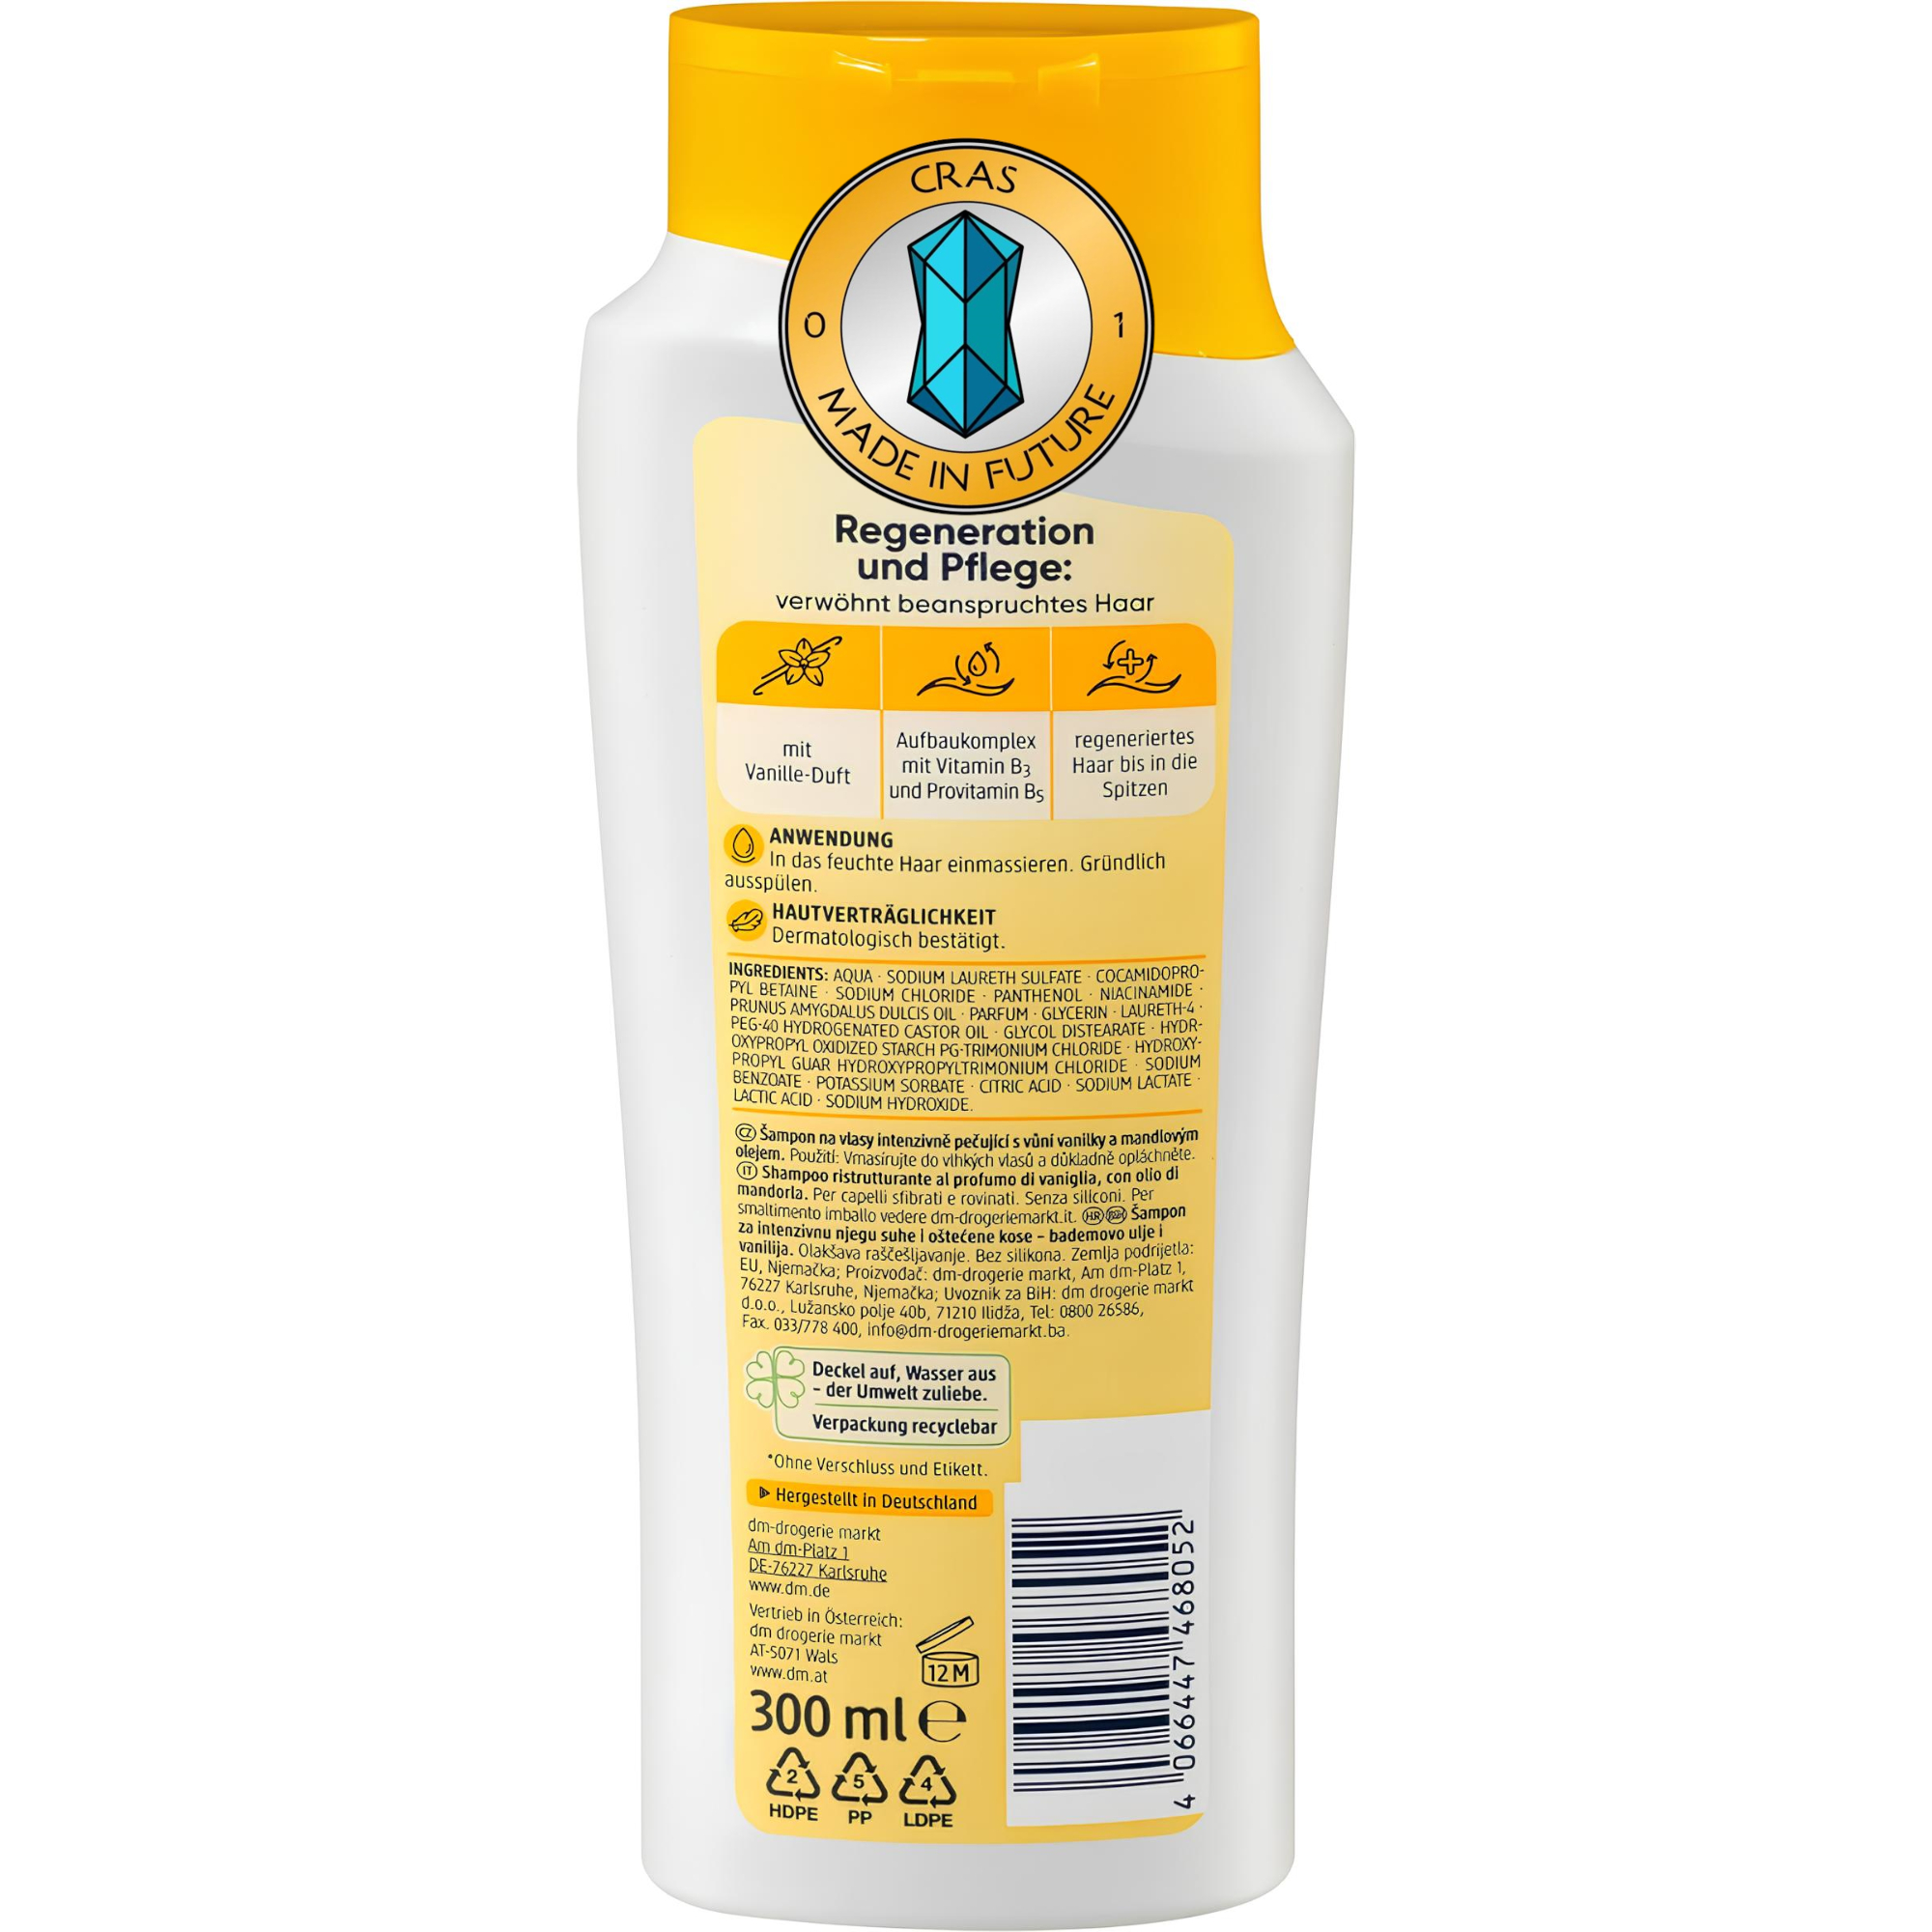 CRAS
0 1
MADE IN FUTURE
Regeneration
und Pflege:
verwöhnt beanspruchtes Haar
mit
Vanille-Duft
Aufbaukomplex
mit Vitamin B3
und Provitamin B5
regeneriertes
Haar bis in die
Spitzen
ANWENDUNG
In das feuchte Haar einmassieren. Gründlich
ausspülen.
HAUTVERTRÄGLICHKEIT
Dermatologisch bestätigt.
INGREDIENTS: AQUA · SODIUM LAURETH SULFATE · COCAMIDOPRO-
PYL BETAINE · SODIUM CHLORIDE · PANTHENOL · NIACINAMIDE ·
PRUNUS AMYGDALUS DULCIS OIL · PARFUM · GLYCERIN · LAURETH-4 ·
PEG-40 HYDROGENATED CASTOR OIL · GLYCOL DISTEARATE · HYDR-
OXYPROPYL OXIDIZED STARCH PG-TRIMONIUM CHLORIDE · HYDROXY-
PROPYL GUAR HYDROXYPROPYLTRIMONIUM CHLORIDE · SODIUM
BENZOATE · POTASSIUM SORBATE · CITRIC ACID · SODIUM LACTATE ·
LACTIC ACID · SODIUM HYDROXIDE.
CZ Šampon na vlasy intenzivně pečující s vůní vanilky a mandlovým
olejem. Použití: Vmasírujte do vlhkých vlasů a důkladně opláchněte.
IT Shampoo ristrutturante al profumo di vaniglia, con olio di
mandorla. Per capelli sfibrati e rovinati. Senza siliconi. Per
smaltimento imballo vedere dm-drogeriemarkt.it. HR BIH Šampon
za intenzivnu njegu suhe i oštećene kose – bademovo ulje i
vanilija. Olakšava raščešljavanje. Bez silikona. Zemlja podrijetla:
EU, Njemačka; Proizvođač: dm-drogerie markt, Am dm-Platz 1,
76227 Karlsruhe, Njemačka; Uvoznik za BiH: dm drogerie markt
d.o.o., Lužansko polje 40b, 71210 Ilidža, Tel: 0800 26586,
Fax. 033/778 400, info@dm-drogeriemarkt.ba.
Deckel auf, Wasser aus
– der Umwelt zuliebe.
Verpackung recyclebar
*Ohne Verschluss und Etikett.
Hergestellt in Deutschland
dm-drogerie markt
Am dm-Platz 1
DE-76227 Karlsruhe
www.dm.de
Vertrieb in Österreich:
dm drogerie markt
AT-5071 Wals
www.dm.at
12 M
300 ml e
2 5 4
HDPE PP LDPE
4 066447 468052